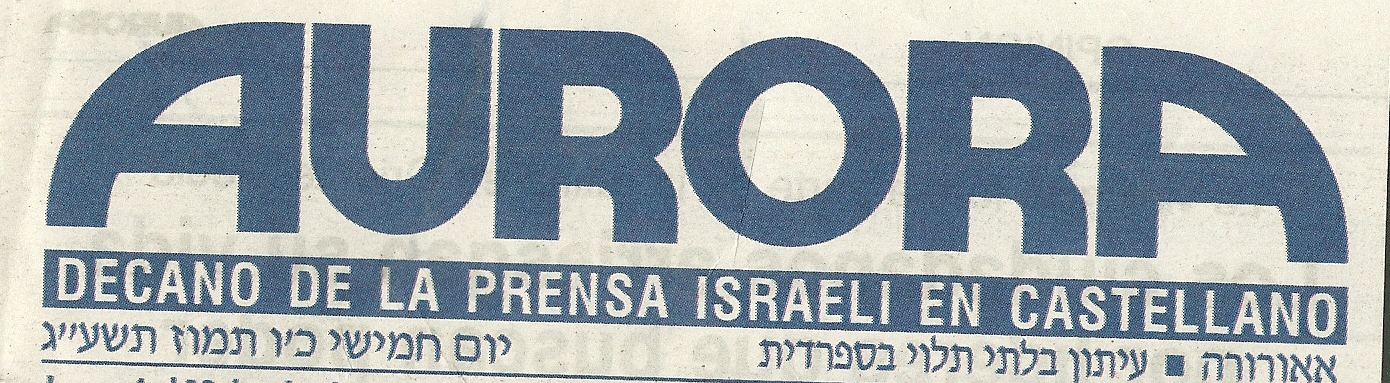 AURORA
DECANO DE LA PRENSA ISRAELI EN CASTELLANO
אאורורה ■ עיתון בלתי תלוי בספרדית יום חמישי כ״ו תמוז תשע״ג